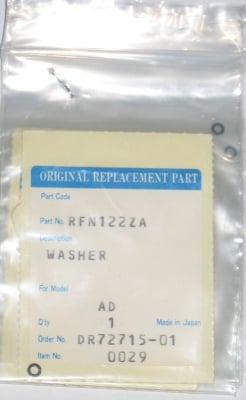 ORIGINAL REPLACEMENT PART
Part Code
Part No. RFN122ZA
Description
WASHER
For Model
AD
Q'ty 1 Made in Japan
Order No. DR72715-01
Item No. 0029